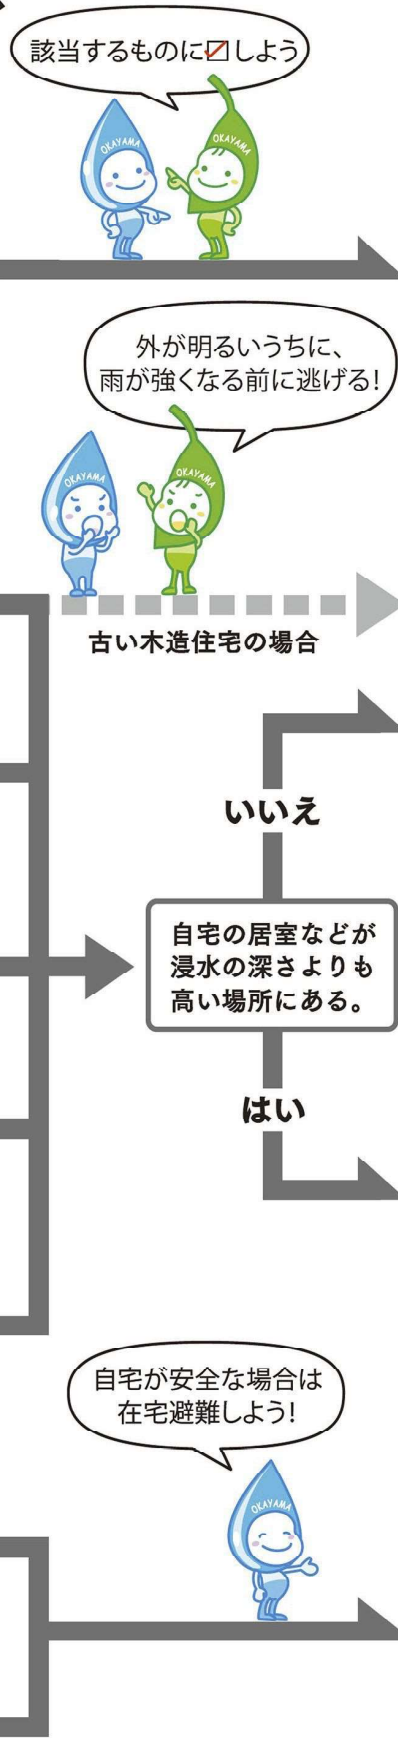 該当するものに☑しよう
OKAYAMA
OKAYAMA
外が明るいうちに、
雨が強くなる前に逃げる!
OKAYAMA
OKAYAMA
古い木造住宅の場合
いいえ
自宅の居室などが
浸水の深さよりも
高い場所にある。
はい
自宅が安全な場合は
在宅避難しよう!
OKAYAMA